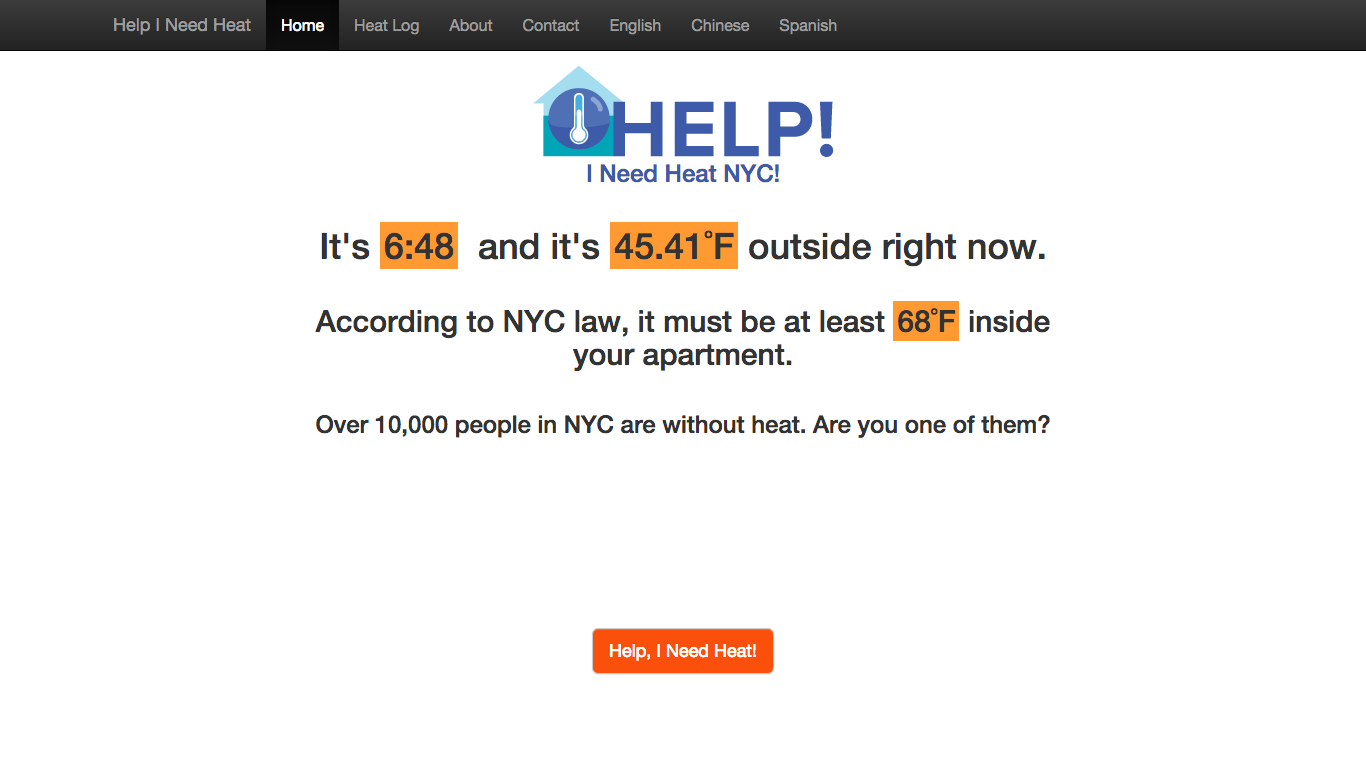 Help I Need Heat Home Heat Log About Contact English Chinese Spanish
HELP!
I Need Heat NYC!
It's 6:48 and it's 45.41°F outside right now.
According to NYC law, it must be at least 68°F inside
your apartment.
Over 10,000 people in NYC are without heat. Are you one of them?
Help, I Need Heat!